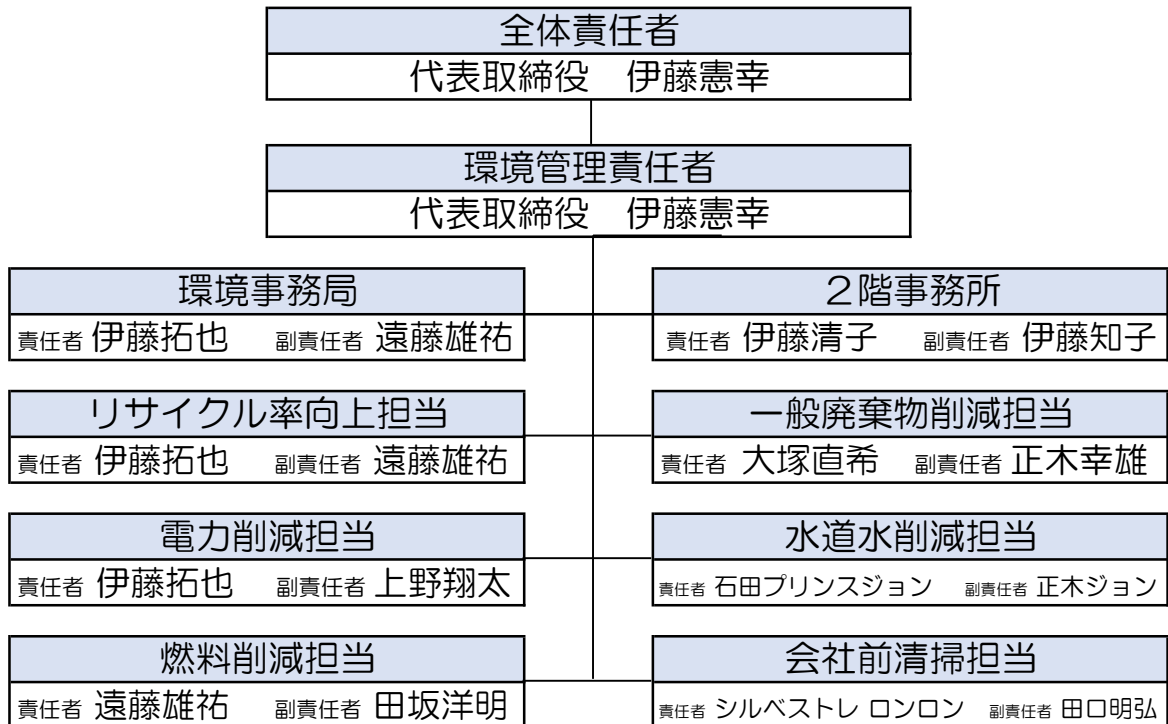 全体責任者
代表取締役　伊藤憲幸
環境管理責任者
代表取締役　伊藤憲幸
環境事務局
責任者 伊藤拓也　副責任者 遠藤雄祐
２階事務所
責任者 伊藤清子　副責任者 伊藤知子
リサイクル率向上担当
責任者 伊藤拓也　副責任者 遠藤雄祐
一般廃棄物削減担当
責任者 大塚直希　副責任者 正木幸雄
電力削減担当
責任者 伊藤拓也　副責任者 上野翔太
水道水削減担当
責任者 石田プリンスジョン　副責任者 正木ジョン
燃料削減担当
責任者 遠藤雄祐　副責任者 田坂洋明
会社前清掃担当
責任者 シルベストレ ロンロン　副責任者 田口明弘